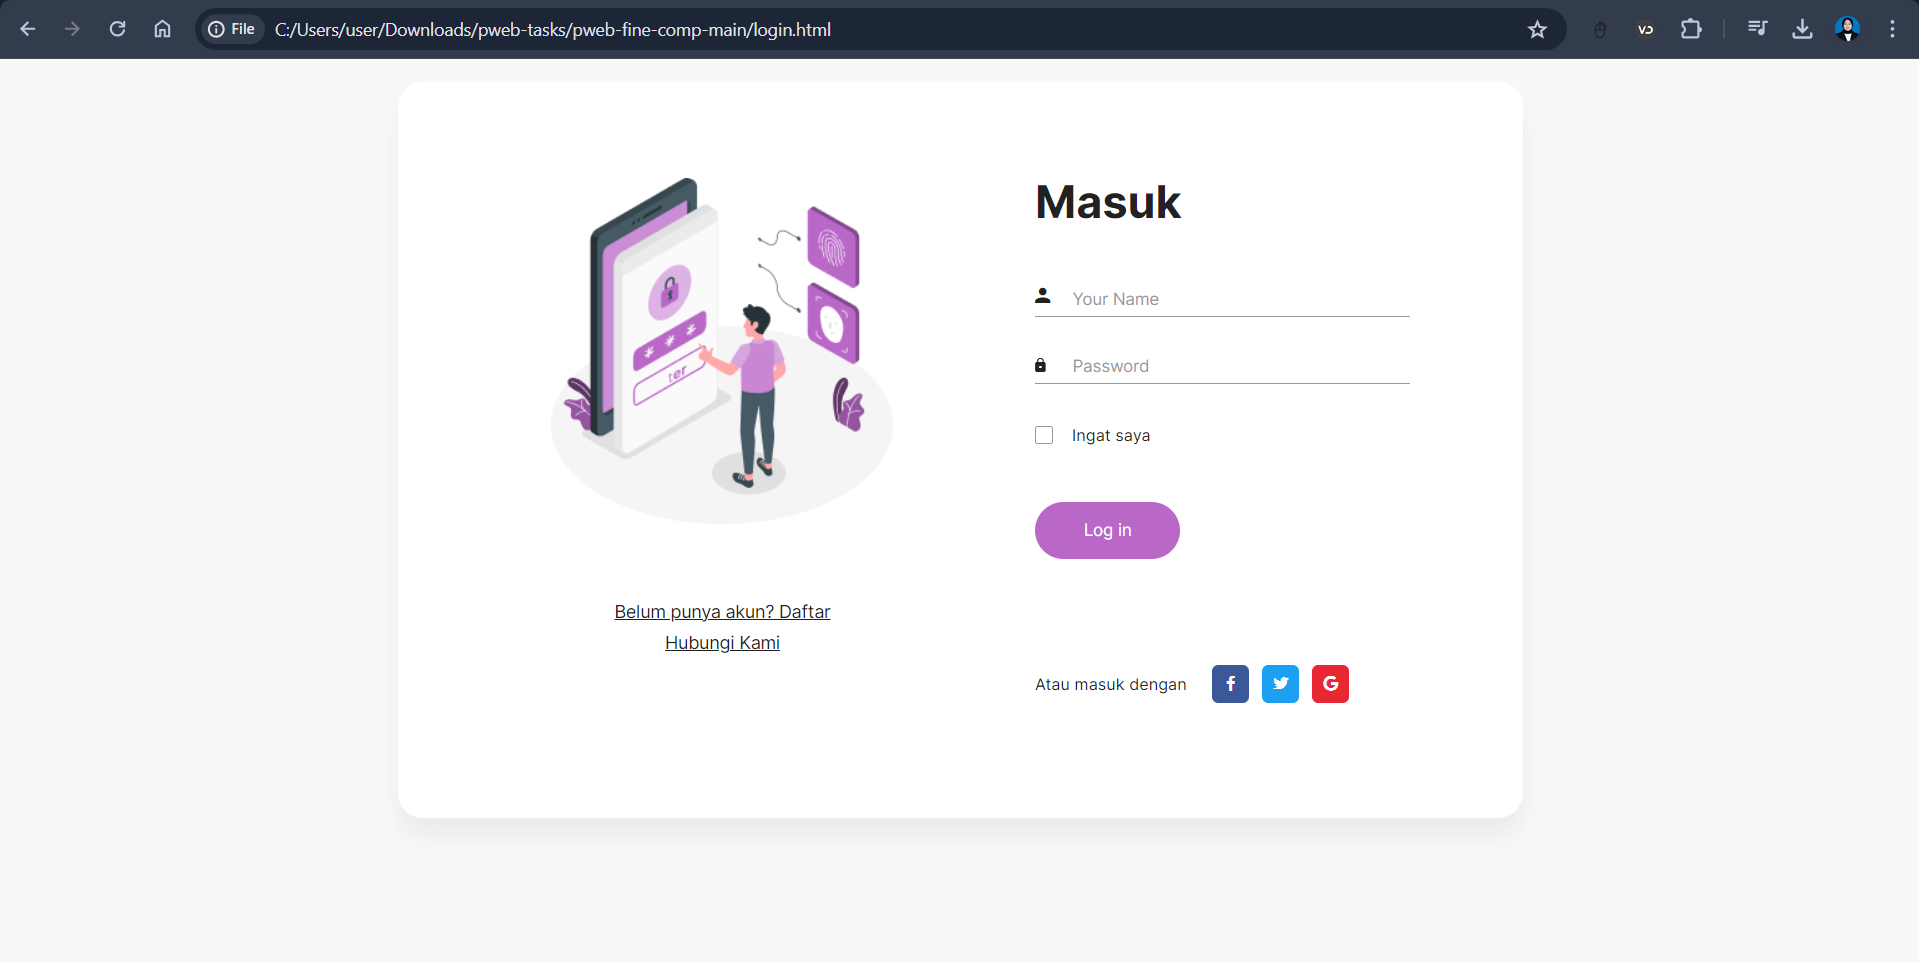 File C:/Users/user/Downloads/pweb-tasks/pweb-fine-comp-main/login.html
VD
* * *
ter
Belum punya akun? Daftar
Hubungi Kami
Masuk
Your Name
Password
Ingat saya
Log in
Atau masuk dengan f G